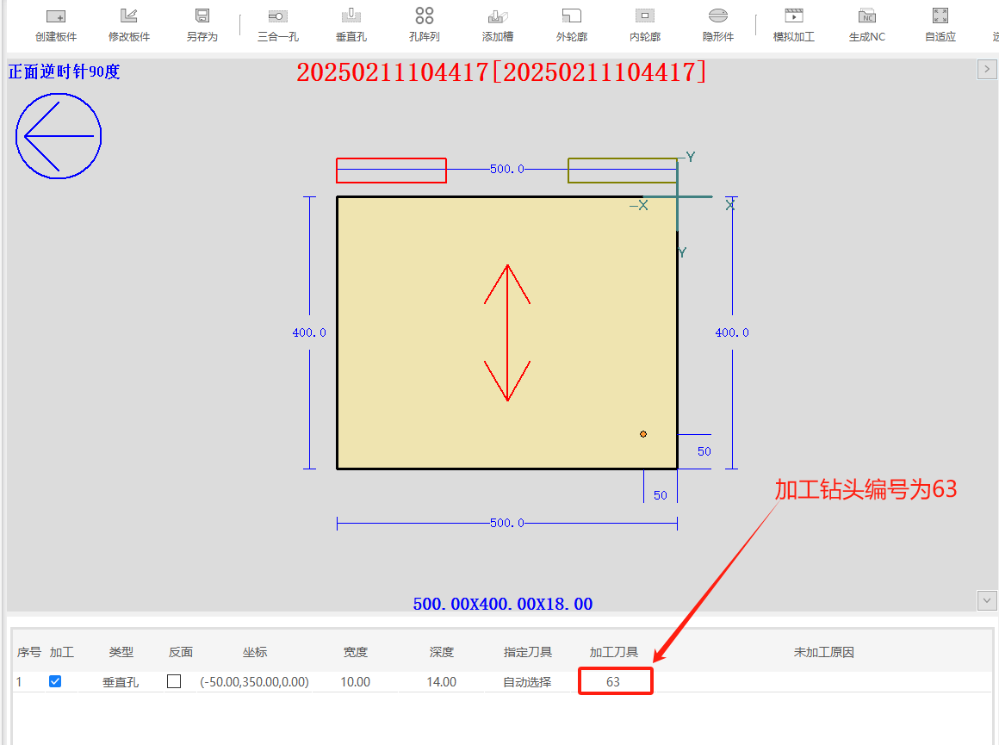 创建板件 修改板件 另存为 三合一孔 垂直孔 孔阵列 添加槽 外轮廓 内轮廓 隐形件 模拟加工 生成NC 自适应
NC
正面逆时针90度
20250211104417[20250211104417]
500.0
-Y
-X
X
Y
400.0
400.0
50
50
500.0
加工钻头编号为63
500.00X400.00X18.00
序号 加工 类型 反面 坐标 宽度 深度 指定刀具 加工刀具 未加工原因
1 垂直孔 (-50.00,350.00,0.00) 10.00 14.00 自动选择 63